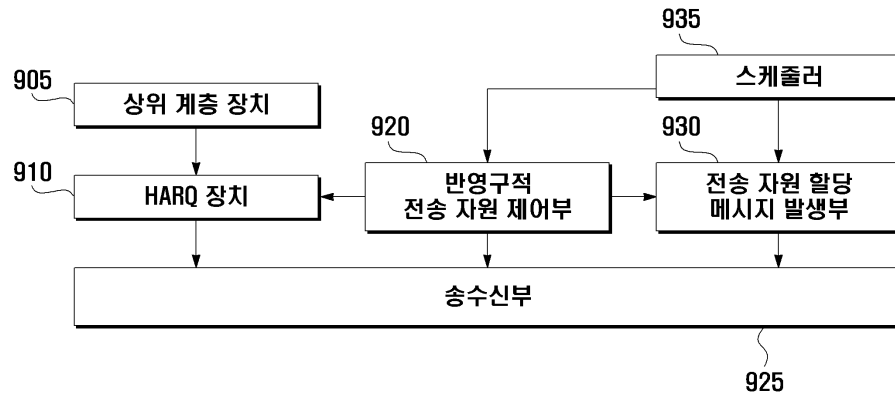 935
스케줄러
905
상위 계층 장치
920
930
910
HARQ 장치
반영구적
전송 자원 제어부
전송 자원 할당
메시지 발생부
송수신부
925